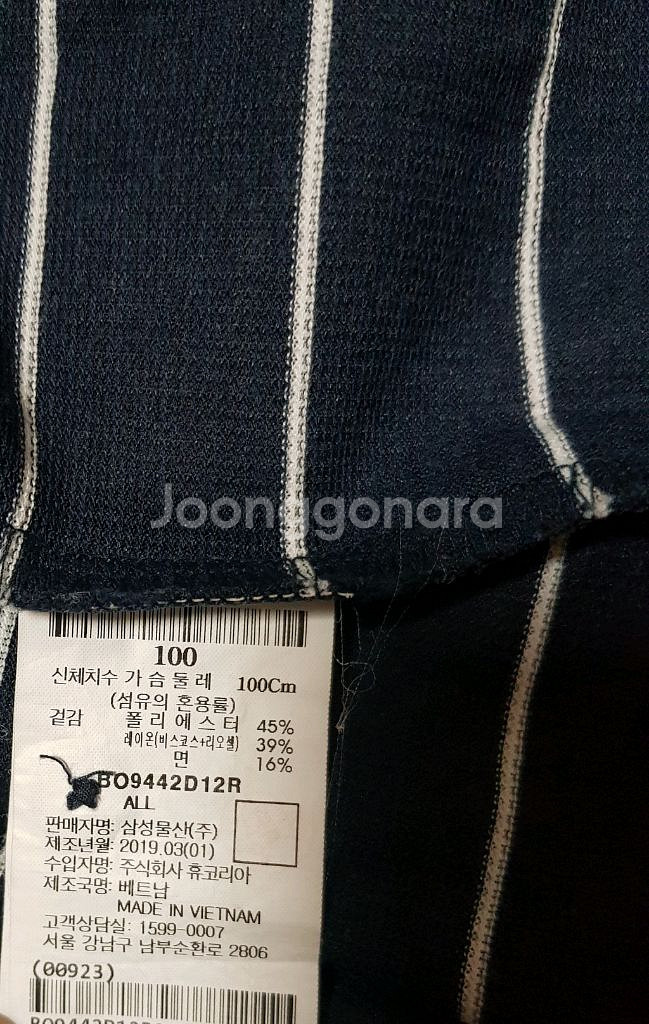 Joonggonara
100
신체치수 가슴둘레 100Cm
(섬유의 혼용률)
겉감 폴리에스터 45%
레이온(비스코스+리오셀) 39%
면 16%
BO9442D12R
ALL
판매자명: 삼성물산(주)
제조년월: 2019.03(01)
수입자명: 주식회사 휴코리아
제조국명: 베트남
MADE IN VIETNAM
고객상담실: 1599-0007
서울 강남구 남부순환로 2806
(00923)